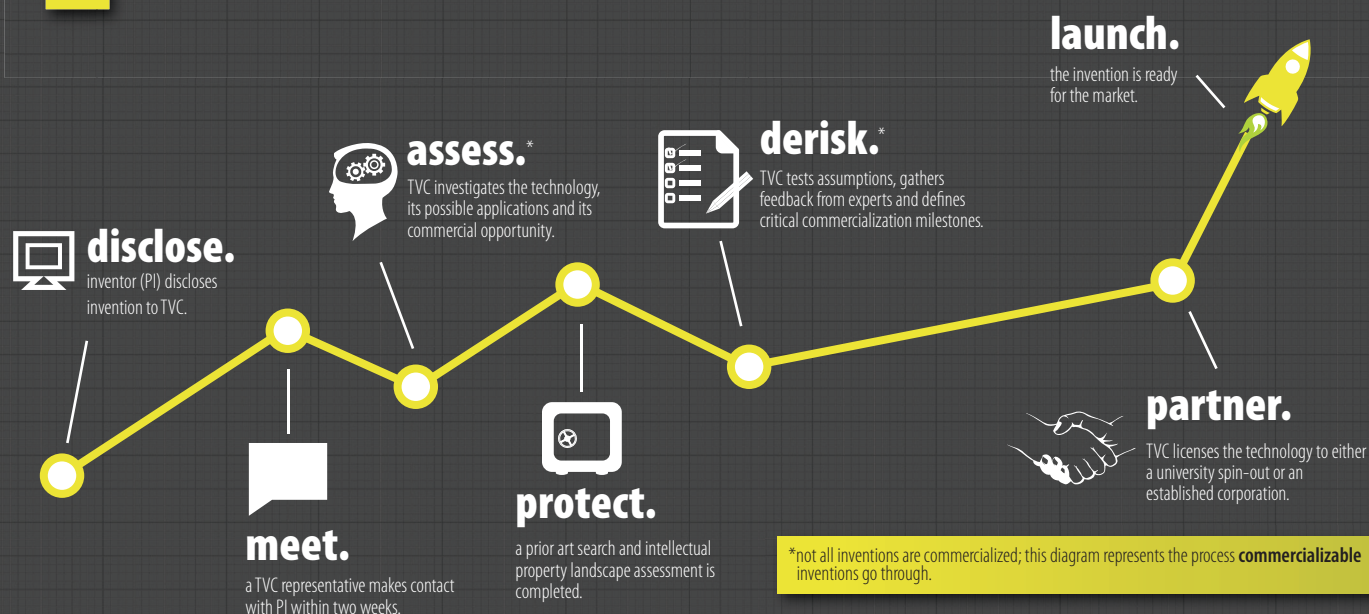 disclose.
inventor (PI) discloses
invention to TVC.
meet.
a TVC representative makes contact
with PI within two weeks.
assess.*
TVC investigates the technology,
its possible applications and its
commercial opportunity.
protect.
a prior art search and intellectual
property landscape assessment is
completed.
derisk.*
TVC tests assumptions, gathers
feedback from experts and defines
critical commercialization milestones.
partner.
TVC licenses the technology to either
a university spin-out or an
established corporation.
launch.
the invention is ready
for the market.
*not all inventions are commercialized; this diagram represents the process commercializable
inventions go through.